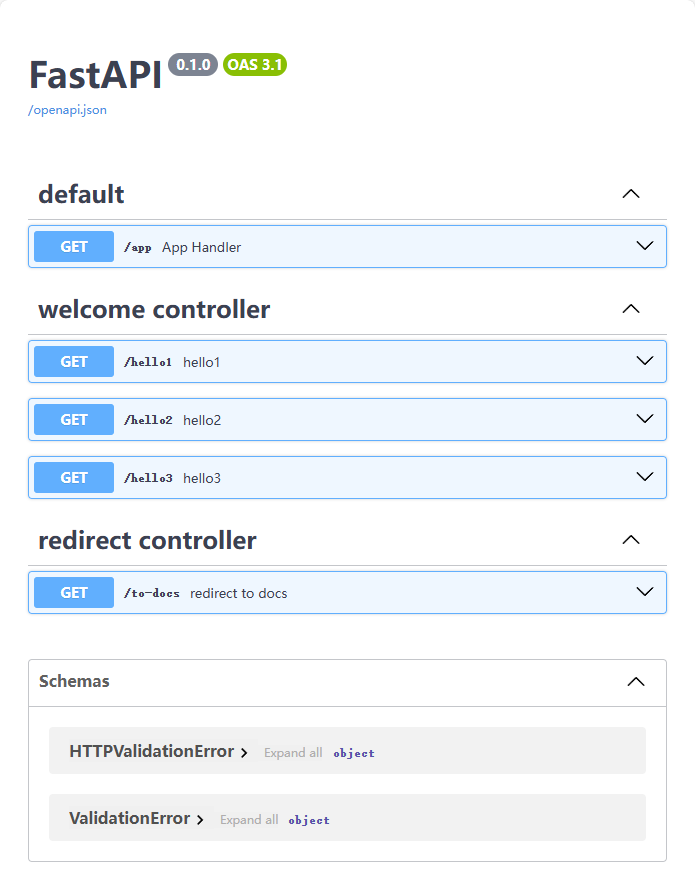 FastAPI 0.1.0 OAS 3.1
/openapi.json
default
GET /app App Handler
welcome controller
GET /hello1 hello1
GET /hello2 hello2
GET /hello3 hello3
redirect controller
GET /to-docs redirect to docs
Schemas
HTTPValidationError Expand all object
ValidationError Expand all object